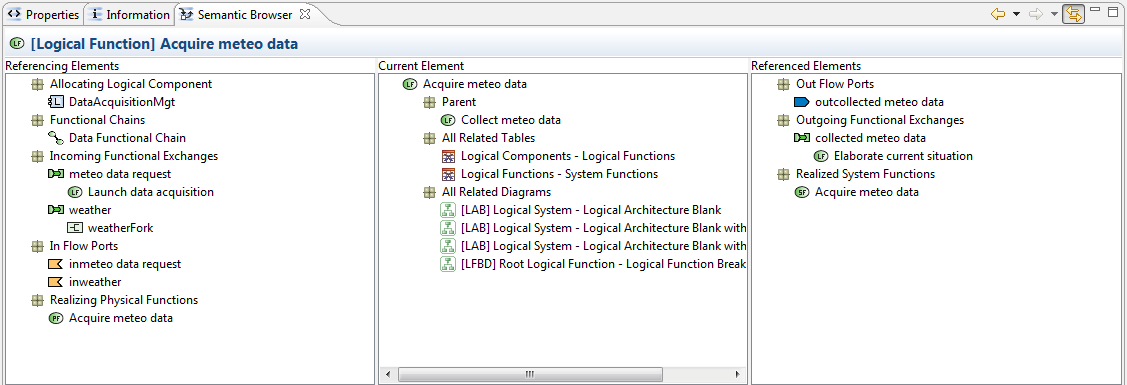 Properties Information Semantic Browser
[Logical Function] Acquire meteo data
Referencing Elements
Allocating Logical Component
DataAcquisitionMgt
Functional Chains
Data Functional Chain
Incoming Functional Exchanges
meteo data request
Launch data acquisition
weather
weatherFork
In Flow Ports
inmeteo data request
inweather
Realizing Physical Functions
Acquire meteo data
Current Element
Acquire meteo data
Parent
Collect meteo data
All Related Tables
Logical Components - Logical Functions
Logical Functions - System Functions
All Related Diagrams
[LAB] Logical System - Logical Architecture Blank
[LAB] Logical System - Logical Architecture Blank with
[LAB] Logical System - Logical Architecture Blank with
[LFBD] Root Logical Function - Logical Function Break
Referenced Elements
Out Flow Ports
outcollected meteo data
Outgoing Functional Exchanges
collected meteo data
Elaborate current situation
Realized System Functions
Acquire meteo data